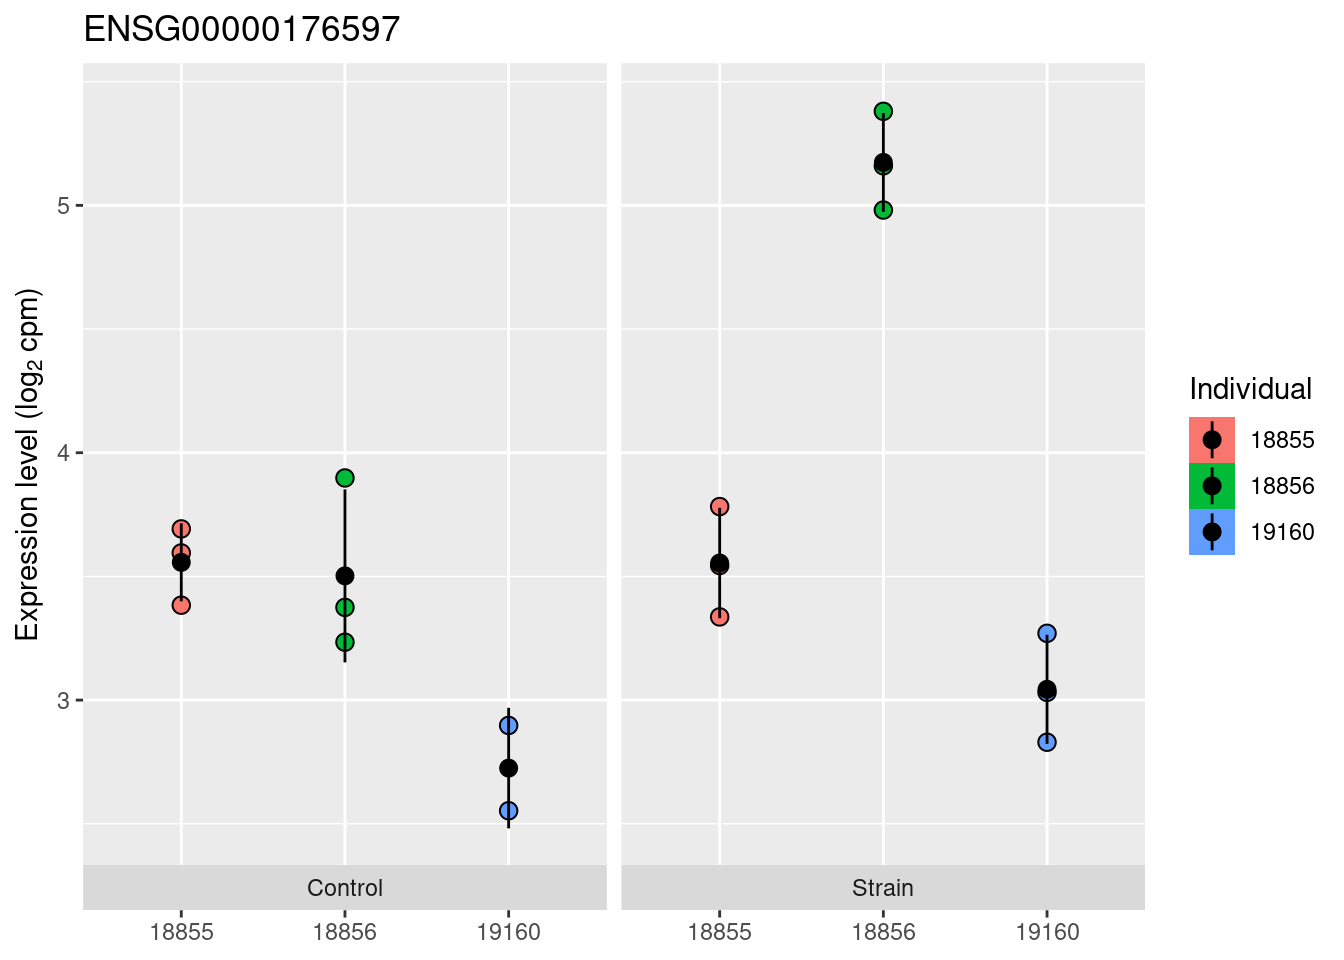 ENSG00000176597
Expression level (log₂ cpm)
5
4
3
Control
Strain
18855
18856
19160
18855
18856
19160
Individual
18855
18856
19160